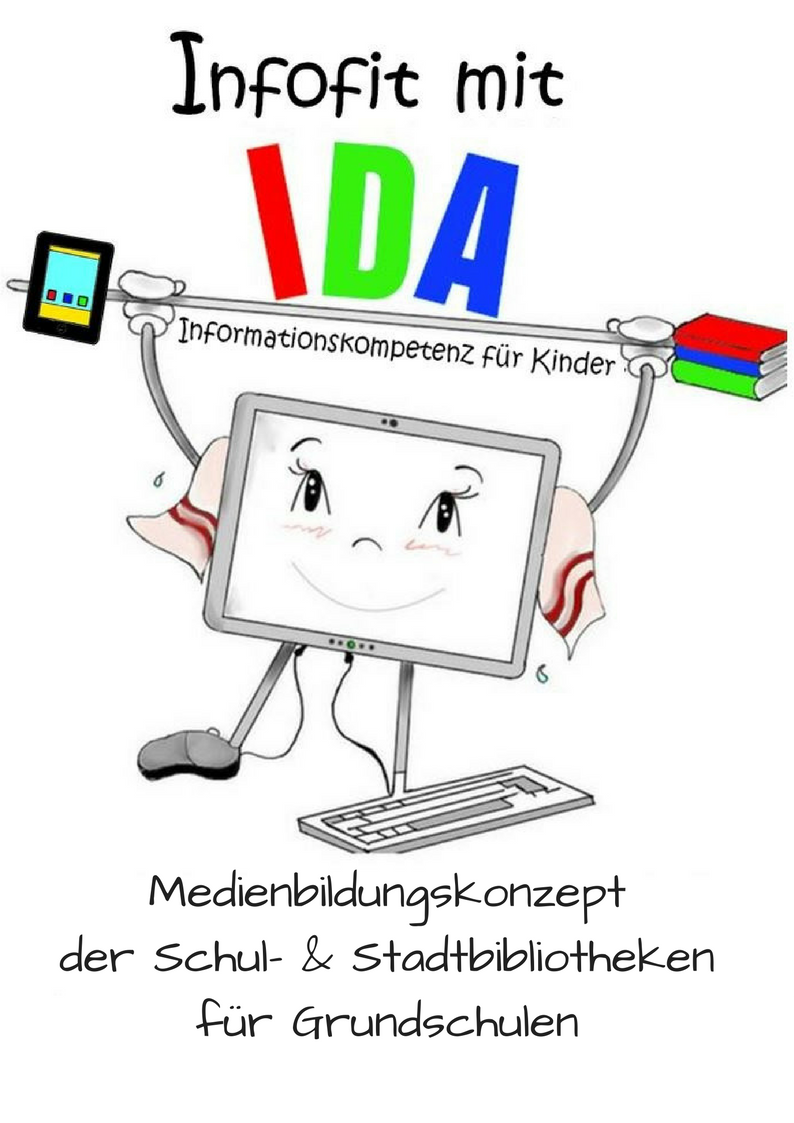 Infofit mit
IDA
Informationskompetenz für Kinder
Medienbildungskonzept
der Schul- & Stadtbibliotheken
für Grundschulen